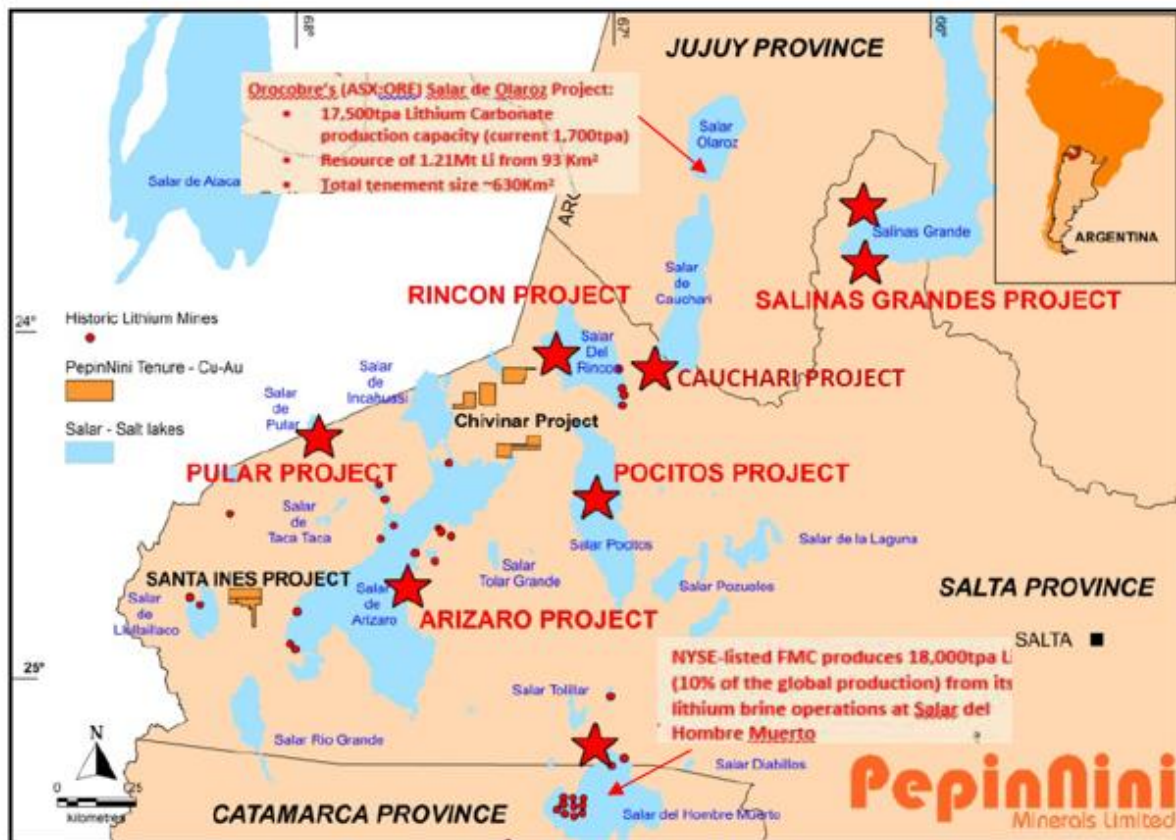 68°
67°
66°
JUJUY PROVINCE
Orocobre's (ASX:ORE) Salar de Olaroz Project:
17,500tpa Lithium Carbonate
production capacity (current 1,700tpa)
Resource of 1.21Mt Li from 93 Km²
Total tenement size ~630Km²
Salar
Olaroz
Salar de Ataca
Salinas Grande
ARGENTINA
Salar
de
Cauchari
RINCON PROJECT
SALINAS GRANDES PROJECT
24°
Historic Lithium Mines
PepinNini Tenure - Cu-Au
Salar - Salt lakes
Salar
Del
Rincon
Salar
de
Incahussi
CAUCHARI PROJECT
Salar
de
Pular
Chivinar Project
PULAR PROJECT
POCITOS PROJECT
Salar
de
Taca Taca
Salar Pocitos
Salar de la Laguna
Salar
Tolar Grande
Salar Pozuelos
SANTA INES PROJECT
SALTA PROVINCE
Salar
de
Llullaillaco
Salar
de
Arizaro
ARIZARO PROJECT
SALTA
25°
NYSE-listed FMC produces 18,000tpa Li
(10% of the global production) from its
lithium brine operations at Salar del
Hombre Muerto
Salar Tolillar
Salar Rio Grande
N
0 25
kilometres
Salar Diabillos
CATAMARCA PROVINCE
Salar del Hombre Muerto
PepinNini
Minerals Limited